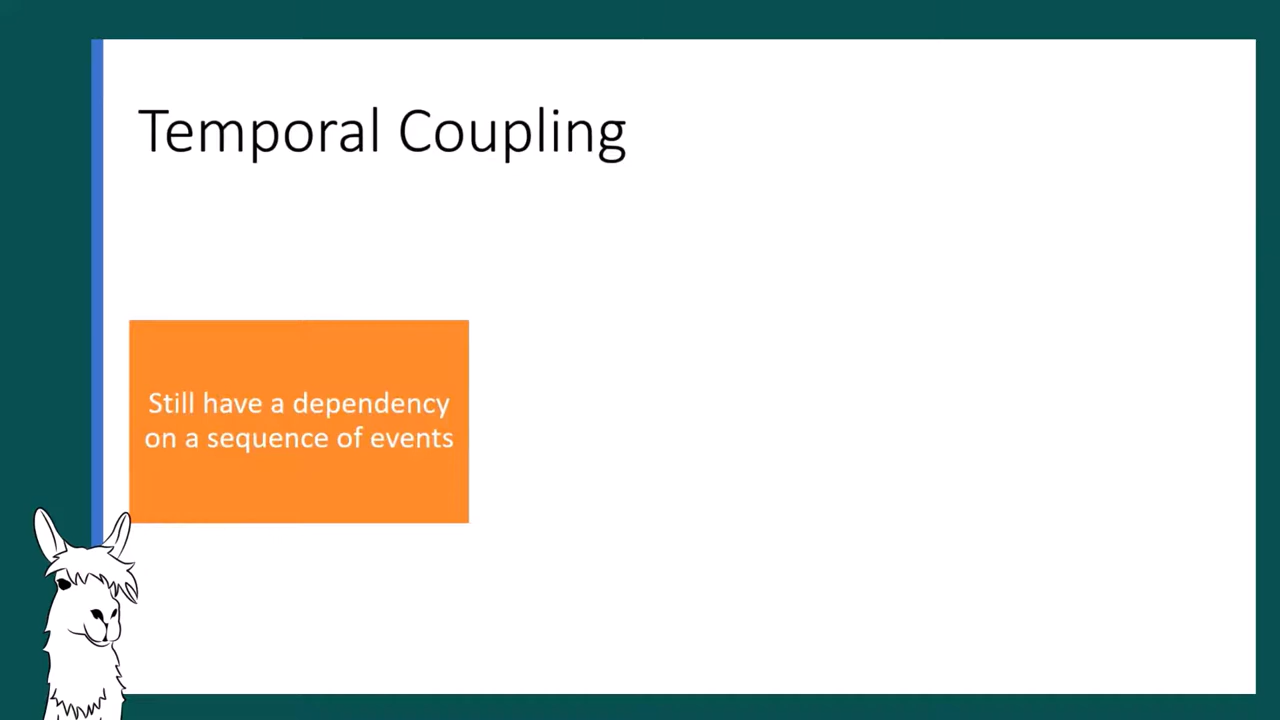 Temporal Coupling
Still have a dependency
on a sequence of events